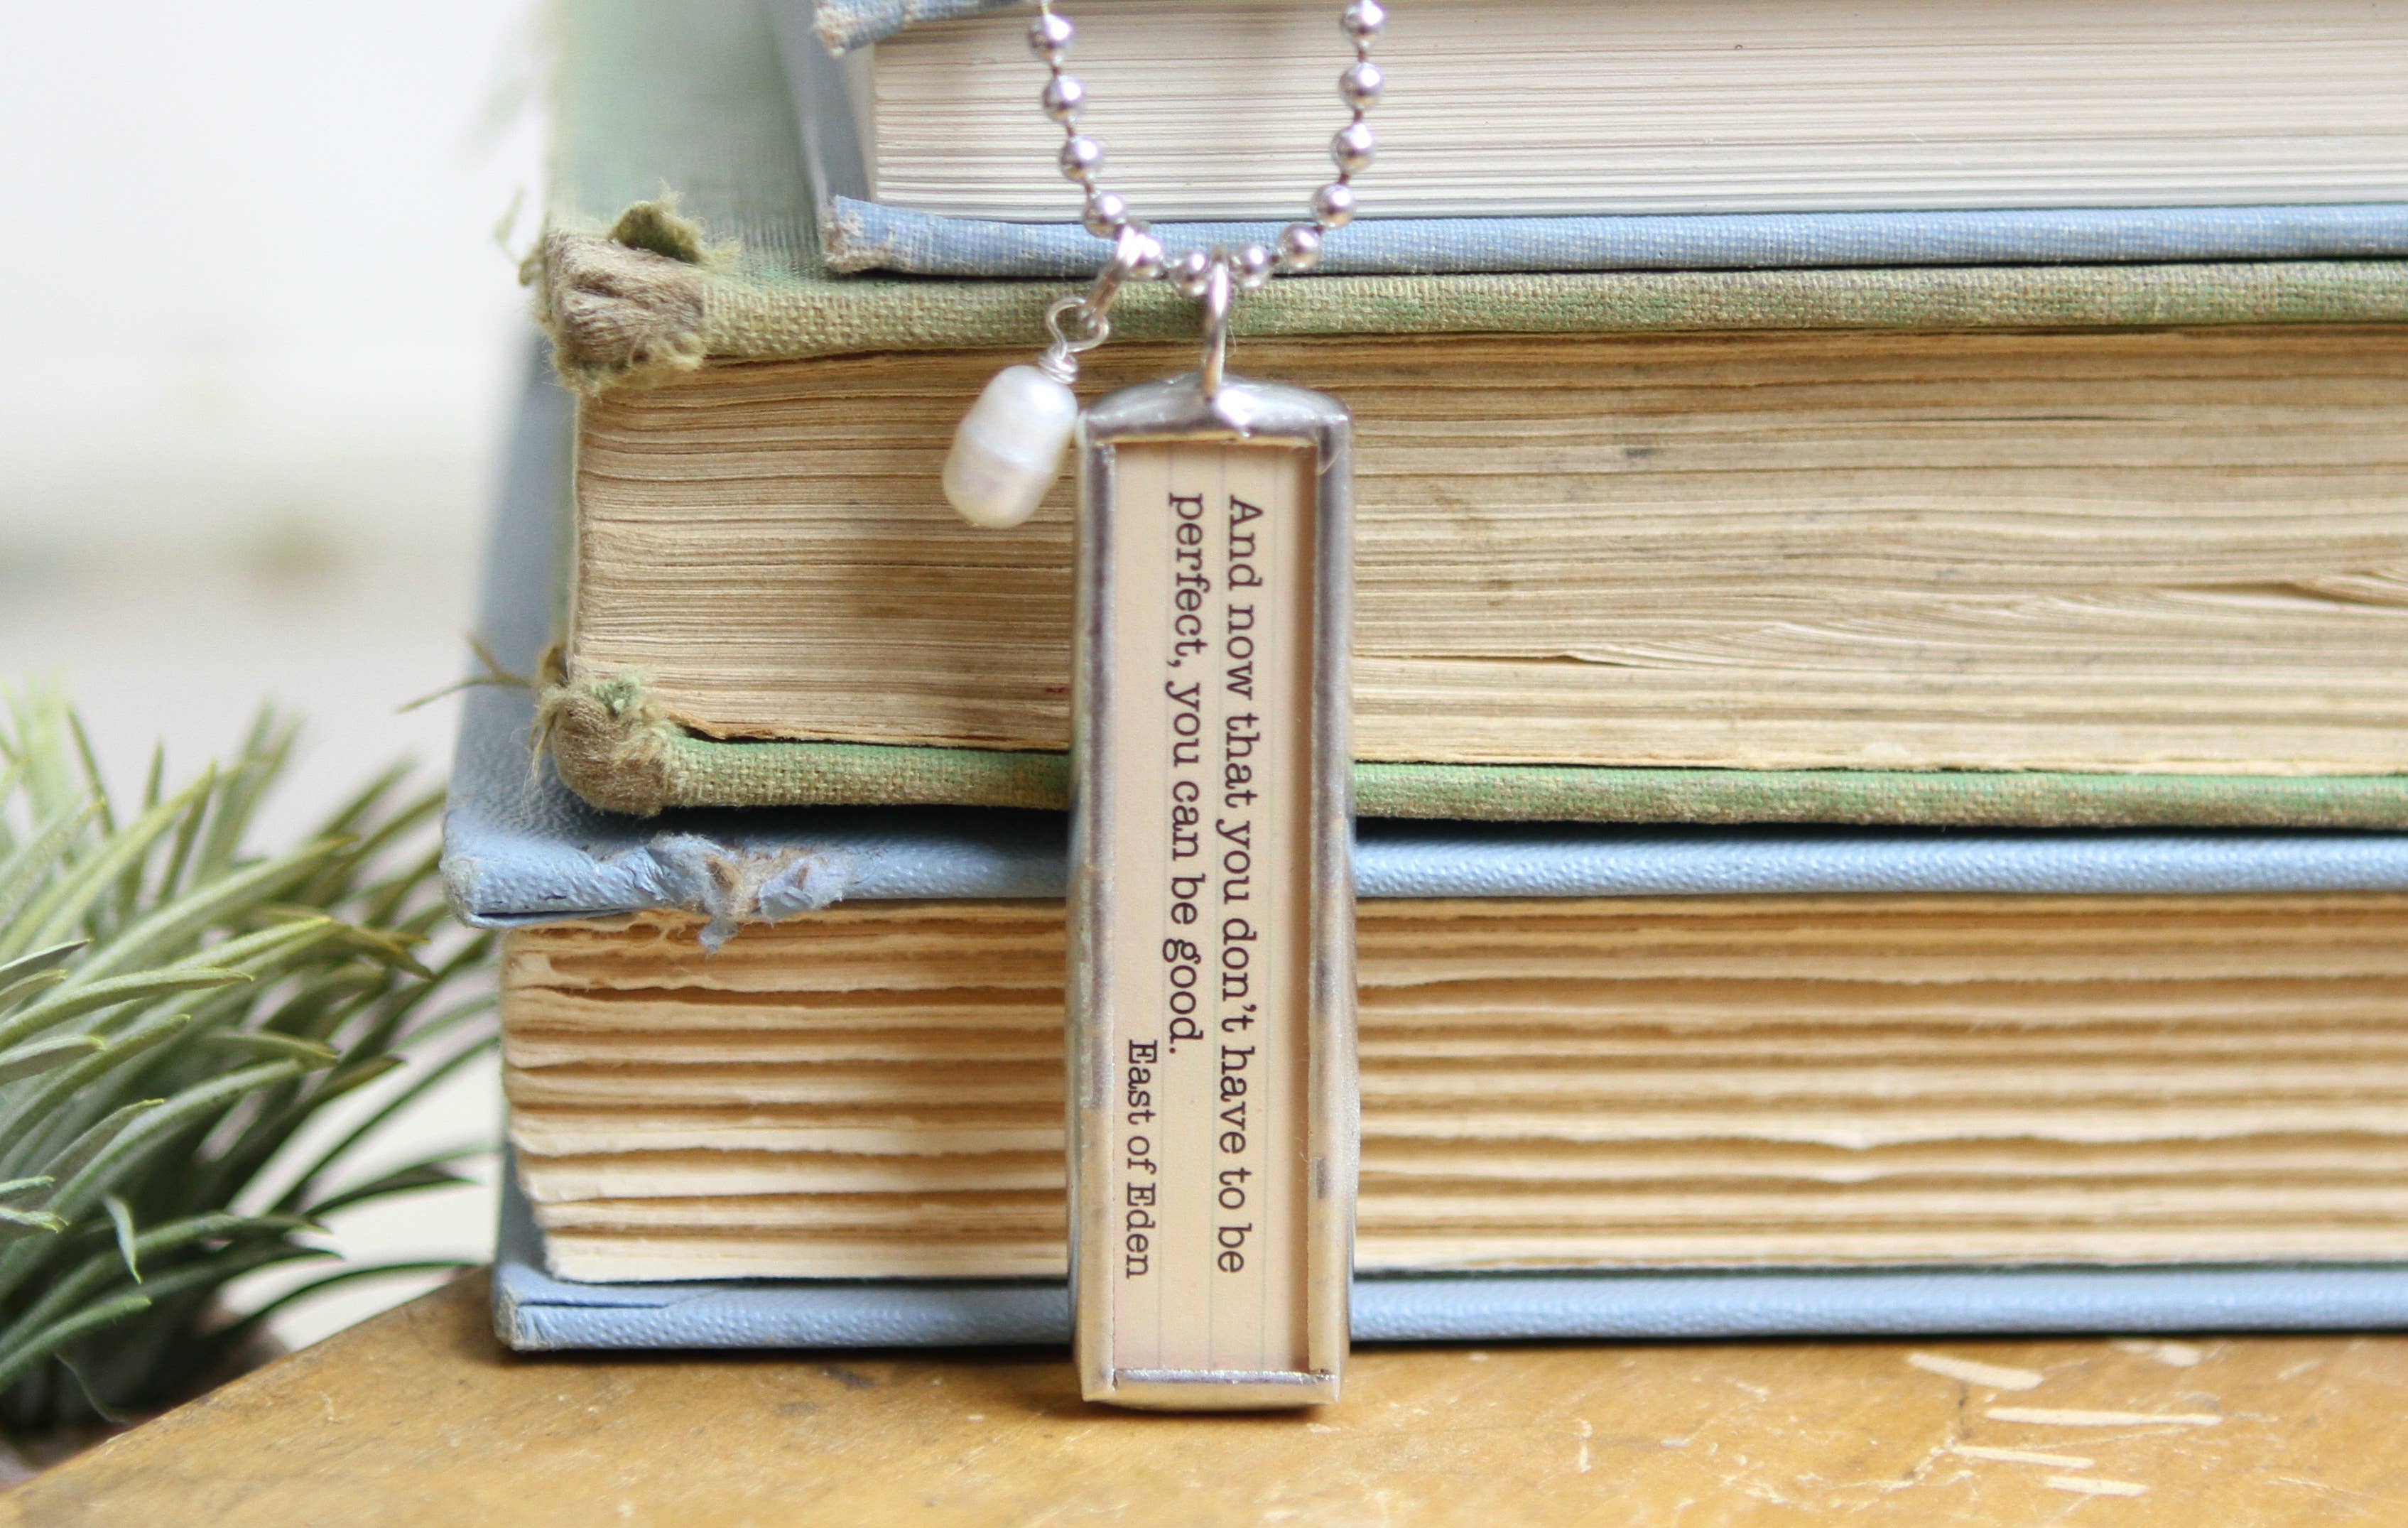 And now that you don't have to be
perfect, you can be good.
East of Eden